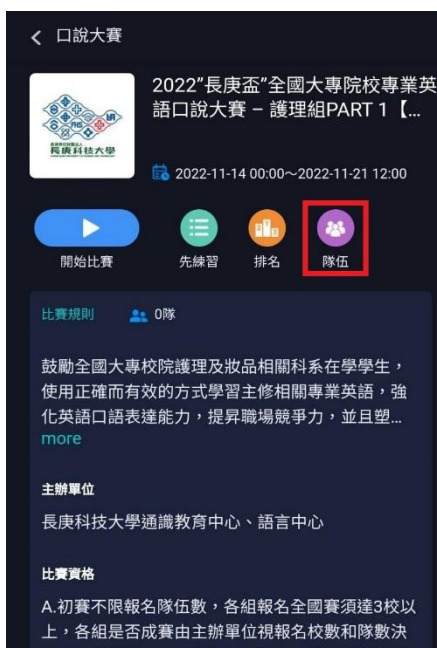 口說大賽
2022”長庚盃”全國大專院校專業英
語口說大賽 – 護理組PART 1【...
長庚科技大學
2022-11-14 00:00～2022-11-21 12:00
開始比賽
先練習
排名
隊伍
比賽規則
0隊
鼓勵全國大專校院護理及妝品相關科系在學學生，
使用正確而有效的方式學習主修相關專業英語，強
化英語口語表達能力，提昇職場競爭力，並且塑...
more
主辦單位
長庚科技大學通識教育中心、語言中心
比賽資格
A.初賽不限報名隊伍數，各組報名全國賽須達3校以
上，各組是否成賽由主辦單位視報名校數和隊數決